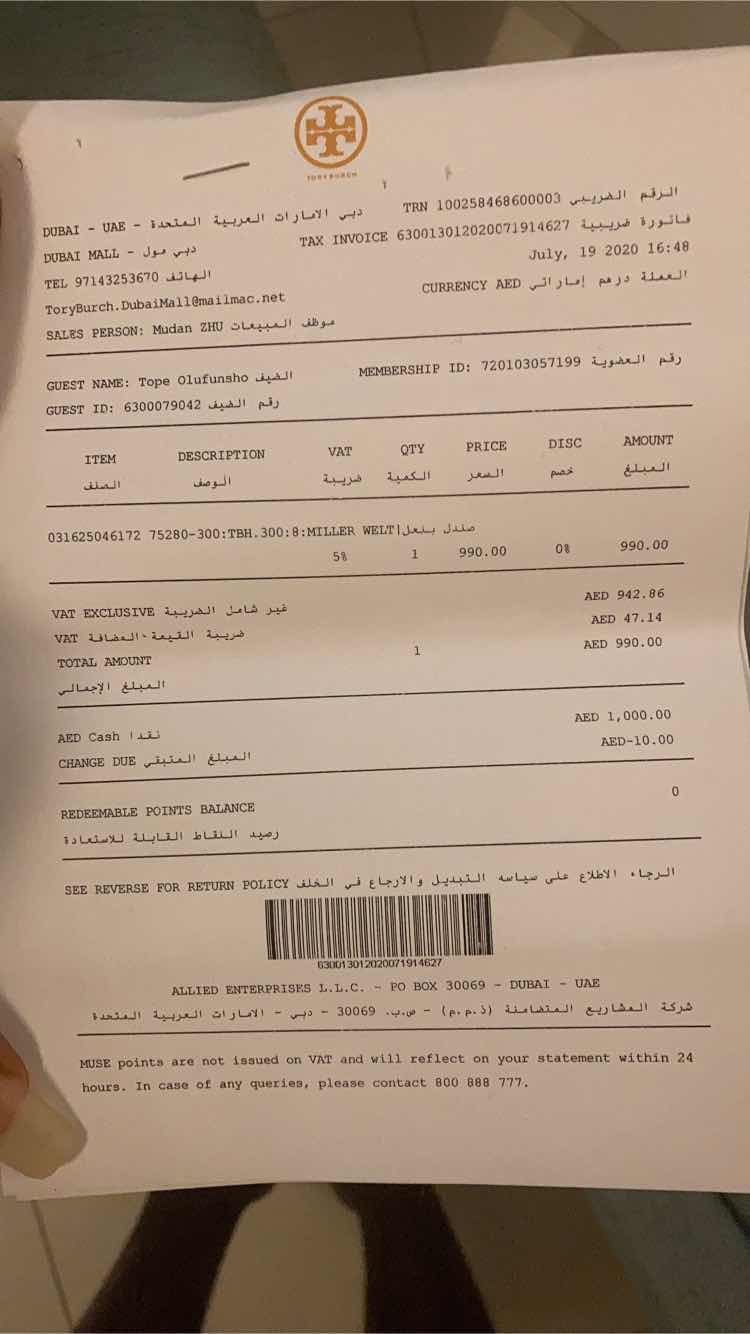 TORY BURCH
DUBAI - UAE - دبي الامارات العربية المتحدة
TRN 100258468600003 الرقم الضريبي
DUBAI MALL - دبي مول
TAX INVOICE 630013012020071914627 فاتورة ضريبية
TEL 97143253670 الهاتف
July, 19 2020 16:48
ToryBurch.DubaiMall@mailmac.net
CURRENCY AED العملة درهم إماراتي
SALES PERSON: Mudan ZHU موظف المبيعات
GUEST NAME: Tope Olufunsho الضيف
MEMBERSHIP ID: 720103057199 رقم العضوية
GUEST ID: 6300079042 رقم الضيف
ITEM DESCRIPTION VAT QTY PRICE DISC AMOUNT
الصنف الوصف ضريبة الكمية السعر خصم المبلغ
031625046172 75280-300:TBH.300:8:MILLER WELT|صندل بنعل
5% 1 990.00 0% 990.00
VAT EXCLUSIVE غير شامل الضريبة AED 942.86
VAT ضريبة القيمة المضافة AED 47.14
TOTAL AMOUNT 1 AED 990.00
المبلغ الإجمالي
AED Cash نقدا AED 1,000.00
CHANGE DUE المبلغ المتبقي AED-10.00
REDEEMABLE POINTS BALANCE 0
رصيد النقاط القابلة للاستعادة
SEE REVERSE FOR RETURN POLICY الرجاء الاطلاع على سياسه التبديل والارجاع في الخلف
630013012020071914627
ALLIED ENTERPRISES L.L.C. - PO BOX 30069 - DUBAI - UAE
شركة المشاريع المتضامنة (ذ.م.م) - ص.ب. 30069 - دبي - الامارات العربية المتحدة
MUSE points are not issued on VAT and will reflect on your statement within 24
hours. In case of any queries, please contact 800 888 777.